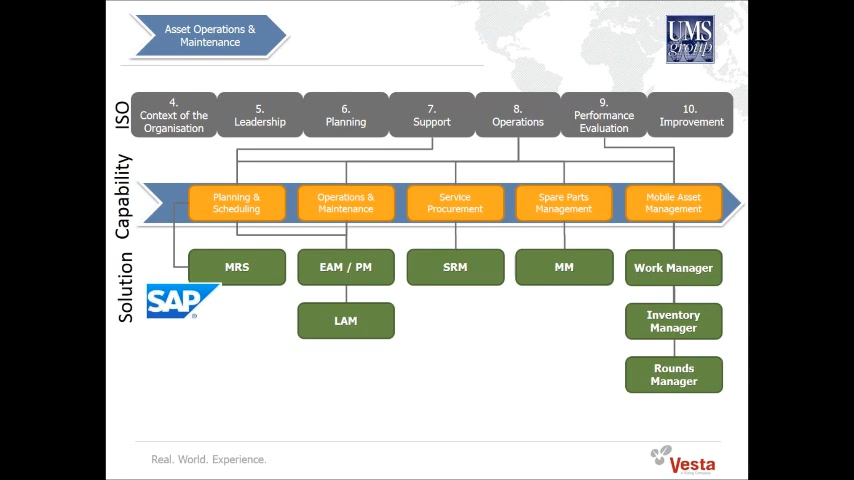 Asset Operations &
Maintenance
UMS
group
ISO
4.
Context of the
Organisation
5.
Leadership
6.
Planning
7.
Support
8.
Operations
9.
Performance
Evaluation
10.
Improvement
Capability
Planning &
Scheduling
Operations &
Maintenance
Service
Procurement
Spare Parts
Management
Mobile Asset
Management
Solution
MRS
EAM / PM
SRM
MM
Work Manager
SAP
®
LAM
Inventory
Manager
Rounds
Manager
Real. World. Experience.
Vesta